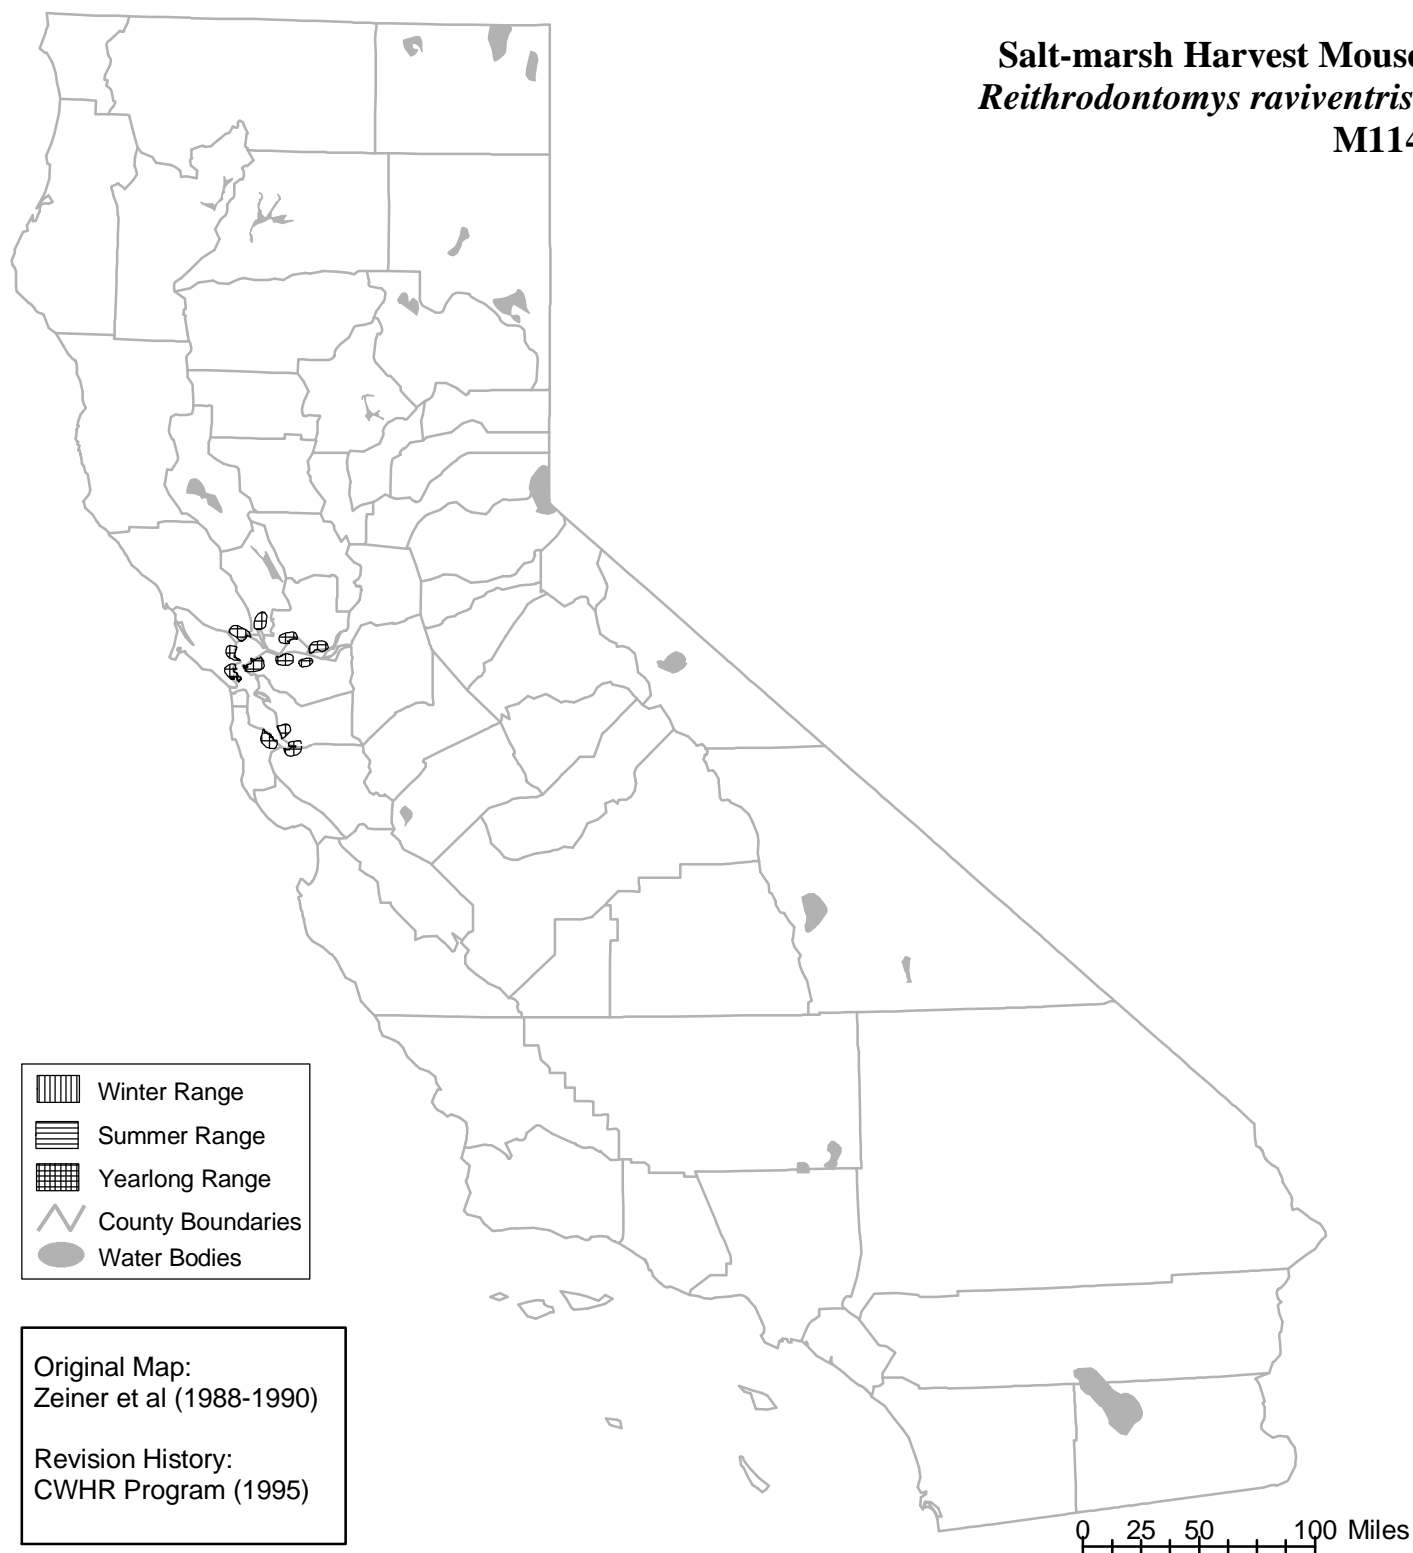 Salt-marsh Harvest Mouse
Reithrodontomys raviventris
M114
Winter Range
Summer Range
Yearlong Range
County Boundaries
Water Bodies
Original Map:
Zeiner et al (1988-1990)
Revision History:
CWHR Program (1995)
0 25 50 100 Miles